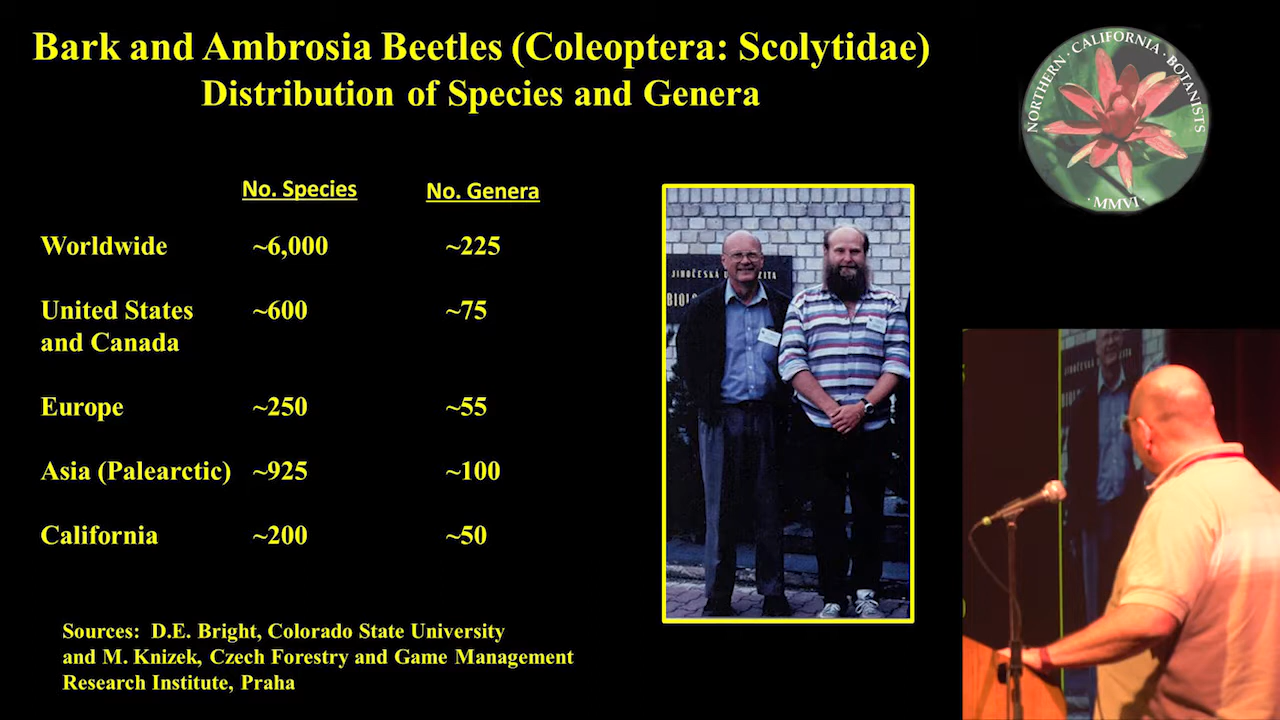 Bark and Ambrosia Beetles (Coleoptera: Scolytidae)
Distribution of Species and Genera
NORTHERN · CALIFORNIA · BOTANISTS
· MMVI ·
No. Species No. Genera
Worldwide ~6,000 ~225
United States ~600 ~75
and Canada
Europe ~250 ~55
Asia (Palearctic) ~925 ~100
California ~200 ~50
JIHOČESKÁ
Sources: D.E. Bright, Colorado State University
and M. Knizek, Czech Forestry and Game Management
Research Institute, Praha